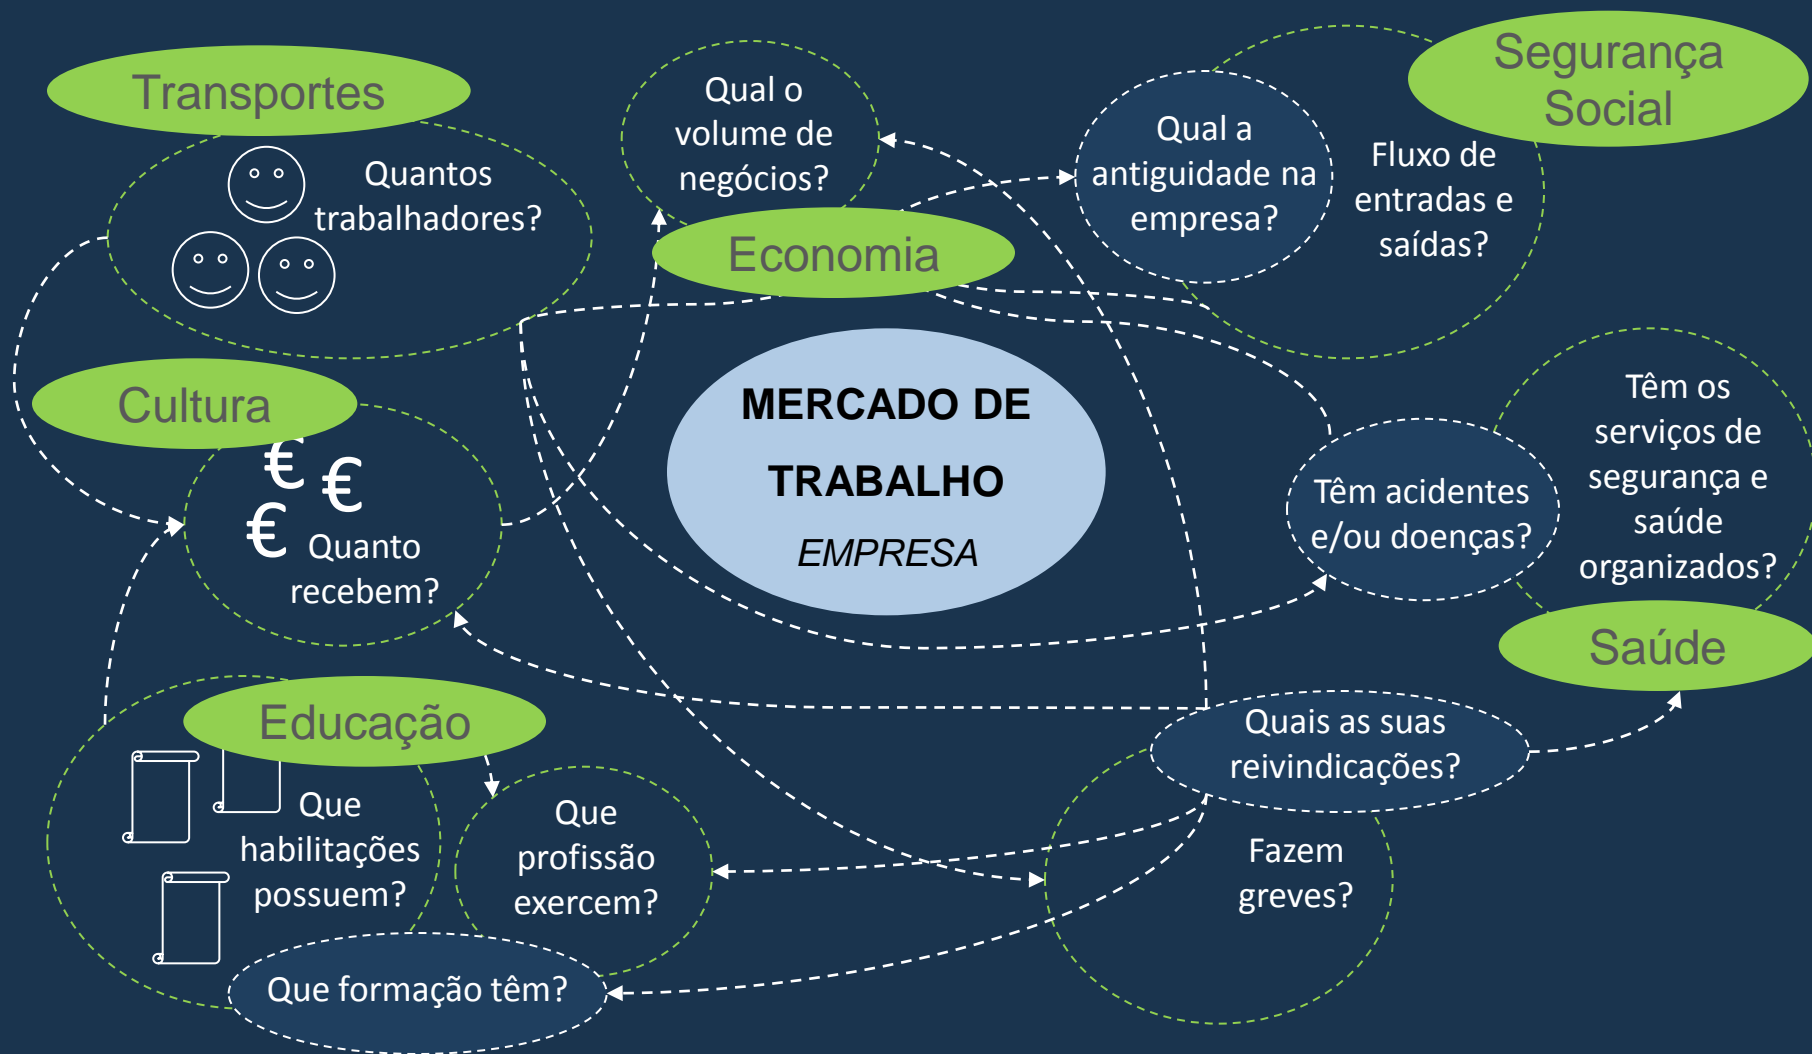 Transportes
Quantos
trabalhadores?
Qual o
volume de
negócios?
Economia
Qual a
antiguidade na
empresa?
Segurança
Social
Fluxo de
entradas e
saídas?
Cultura
€
€
€
Quanto
recebem?
MERCADO DE
TRABALHO
EMPRESA
Têm acidentes
e/ou doenças?
Têm os
serviços de
segurança e
saúde
organizados?
Saúde
Educação
Que
habilitações
possuem?
Que
profissão
exercem?
Que formação têm?
Quais as suas
reivindicações?
Fazem
greves?